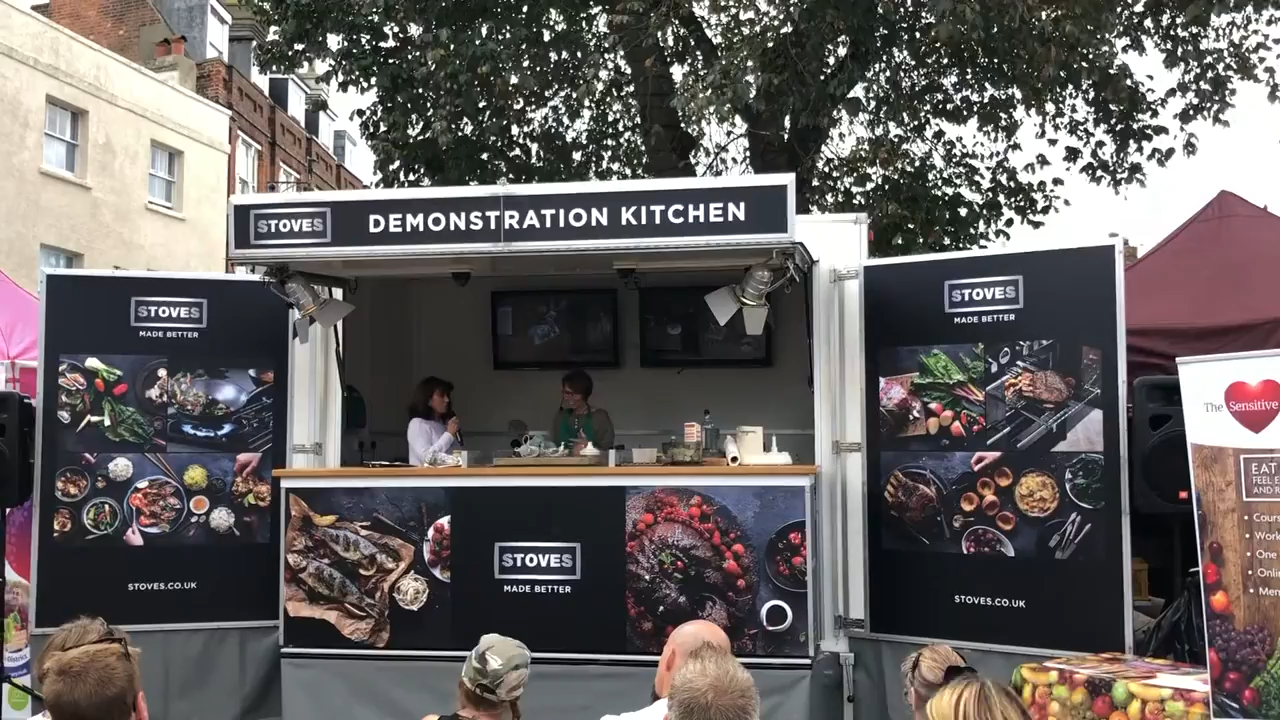 STOVES
DEMONSTRATION KITCHEN
STOVES
MADE BETTER
STOVES.CO.UK
STOVES
MADE BETTER
STOVES
MADE BETTER
STOVES.CO.UK
The Sensitive
EAT
FEEL
AND R
• Cours
• Work
• One
• Onli
• Men